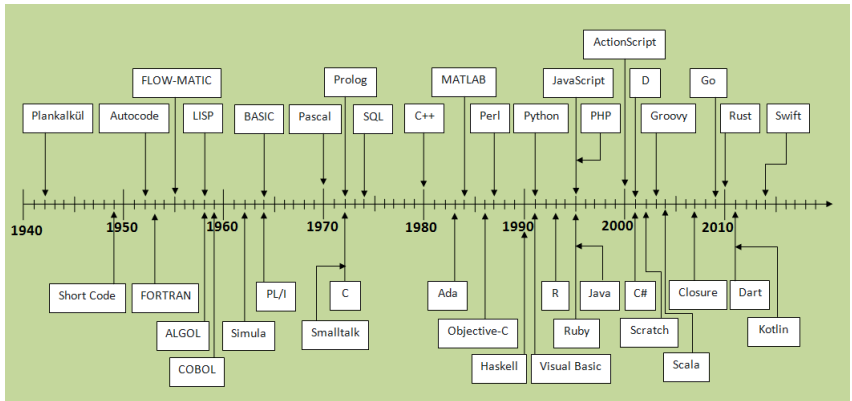 ActionScript
FLOW-MATIC
Prolog
MATLAB
JavaScript
D
Go
Plankalkül
Autocode
LISP
BASIC
Pascal
SQL
C++
Perl
Python
PHP
Groovy
Rust
Swift
1940
1950
1960
1970
1980
1990
2000
2010
Short Code
FORTRAN
PL/I
C
Ada
R
Java
C#
Closure
Dart
ALGOL
Simula
Smalltalk
Objective-C
Ruby
Scratch
Kotlin
COBOL
Haskell
Visual Basic
Scala